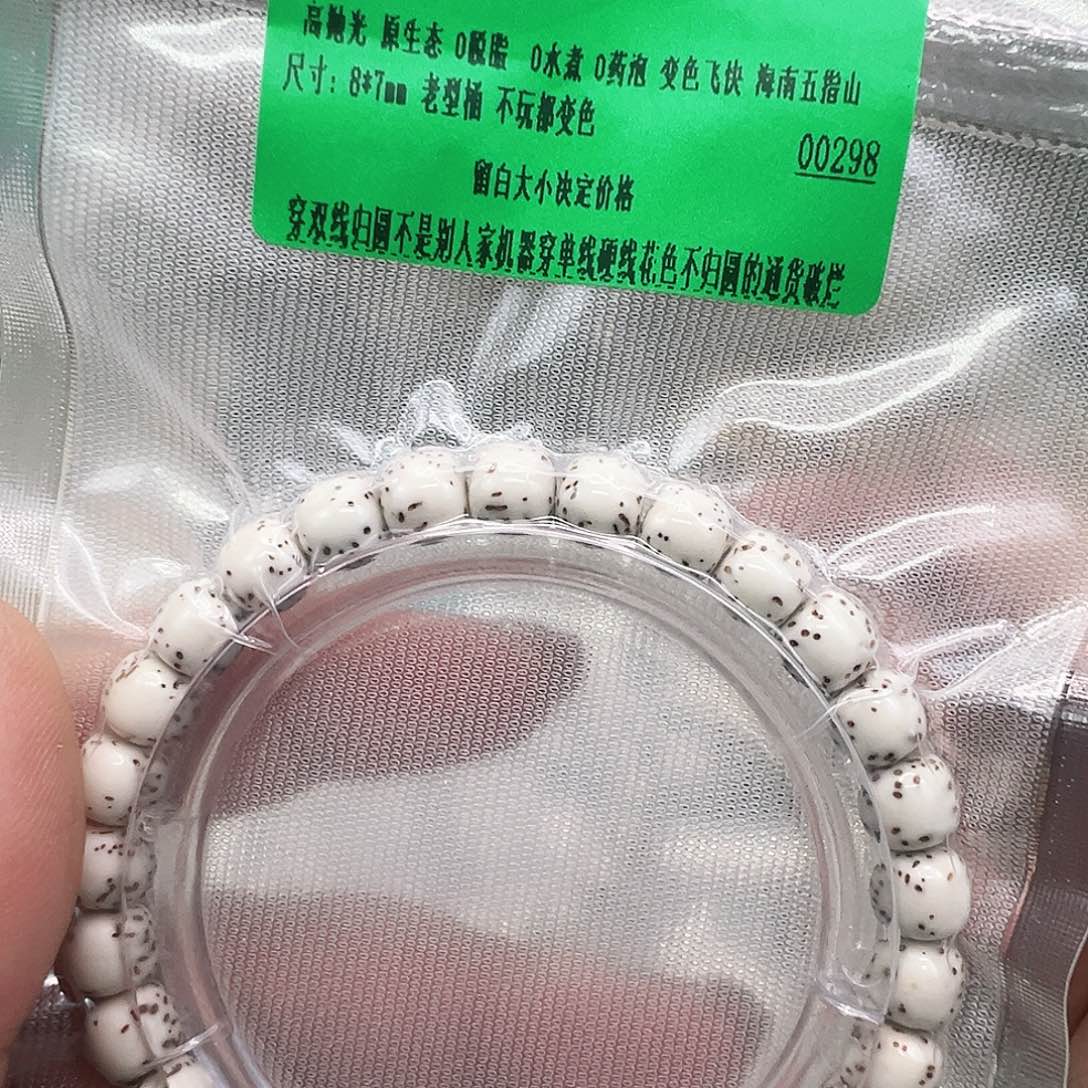 高抛光 原生态 0脱脂 0水煮 0药泡 变色飞快 海南五指山
尺寸：8*7mm 老型桶 不玩都变色
00298
留白大小决定价格
穿双线归圆不是别人家机器穿单线硬线花色不归圆的通货破烂